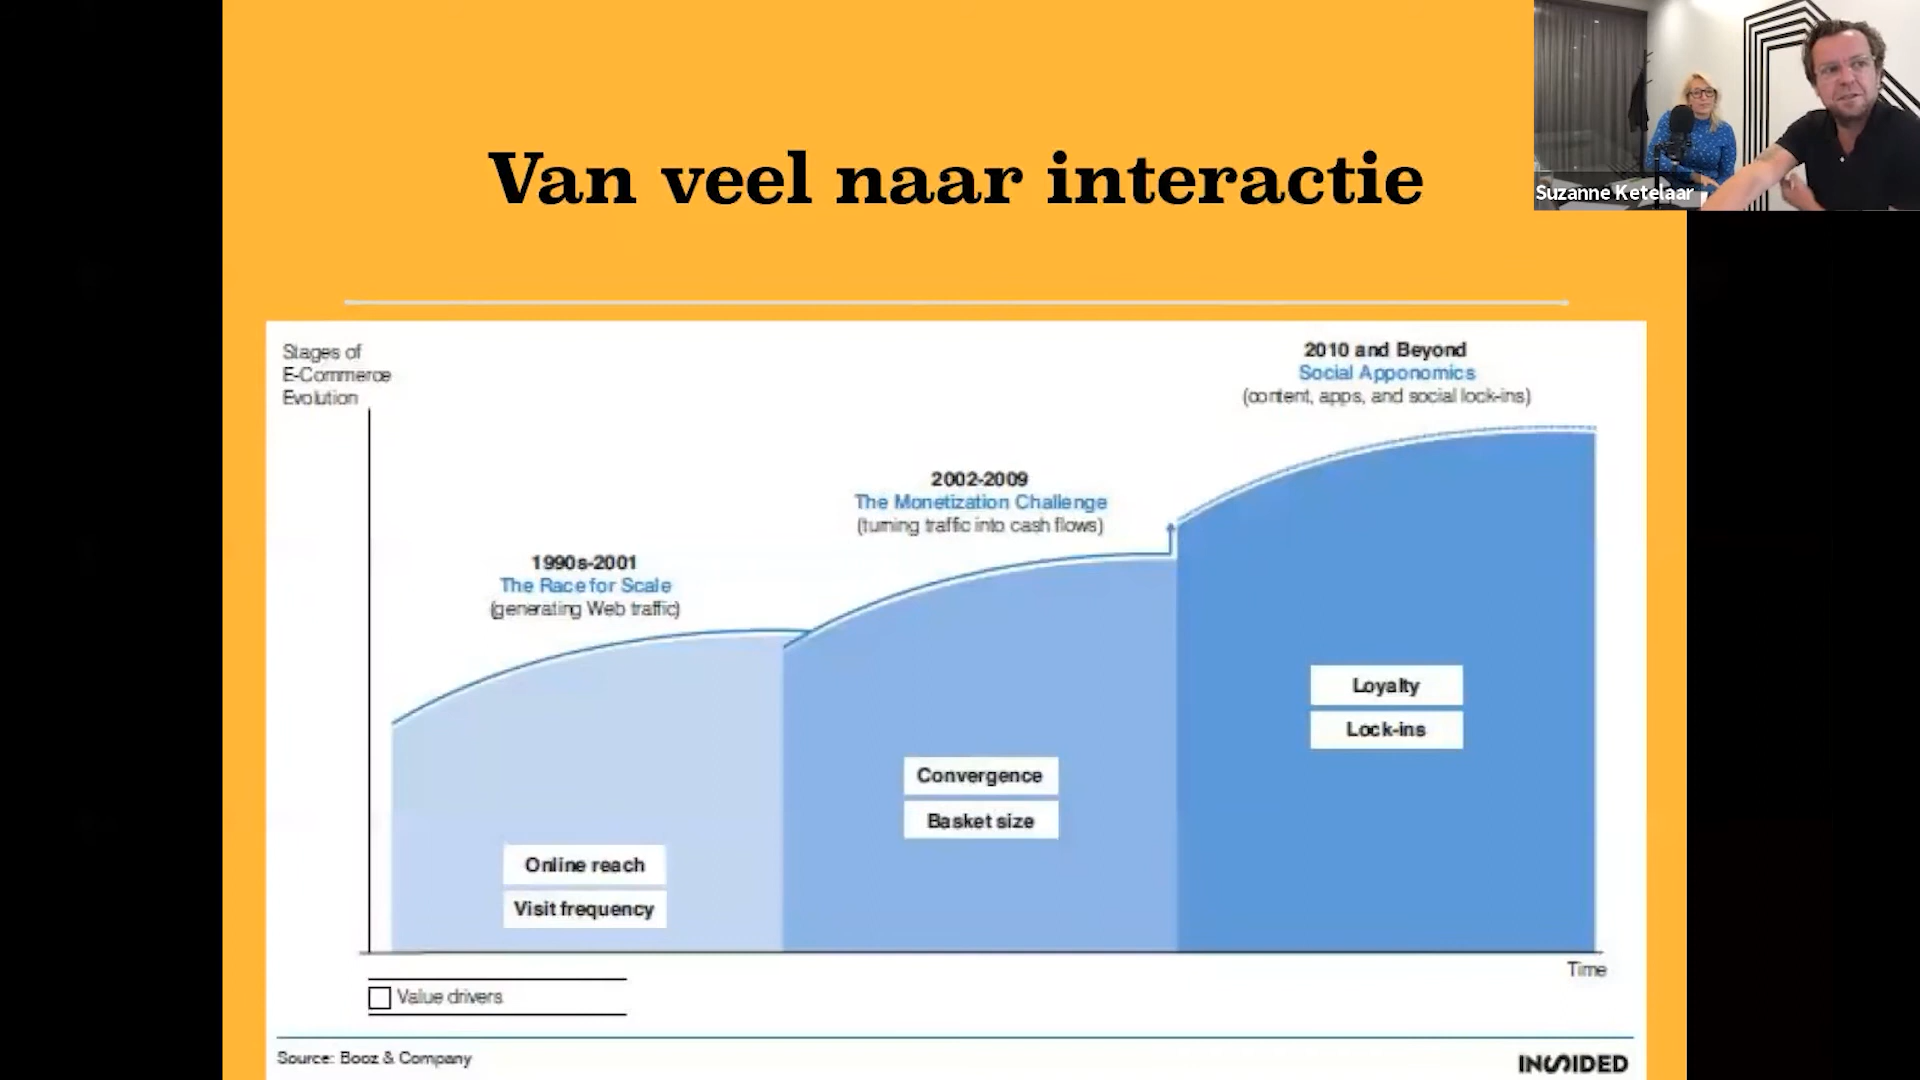 Van veel naar interactie
Suzanne Ketelaar
Stages of
E-Commerce
Evolution
2010 and Beyond
Social Apponomics
(content, apps, and social lock-ins)
2002-2009
The Monetization Challenge
(turning traffic into cash flows)
1990s-2001
The Race for Scale
(generating Web traffic)
Loyalty
Lock-ins
Convergence
Basket size
Online reach
Visit frequency
Time
Value drivers
Source: Booz & Company
INSIDED